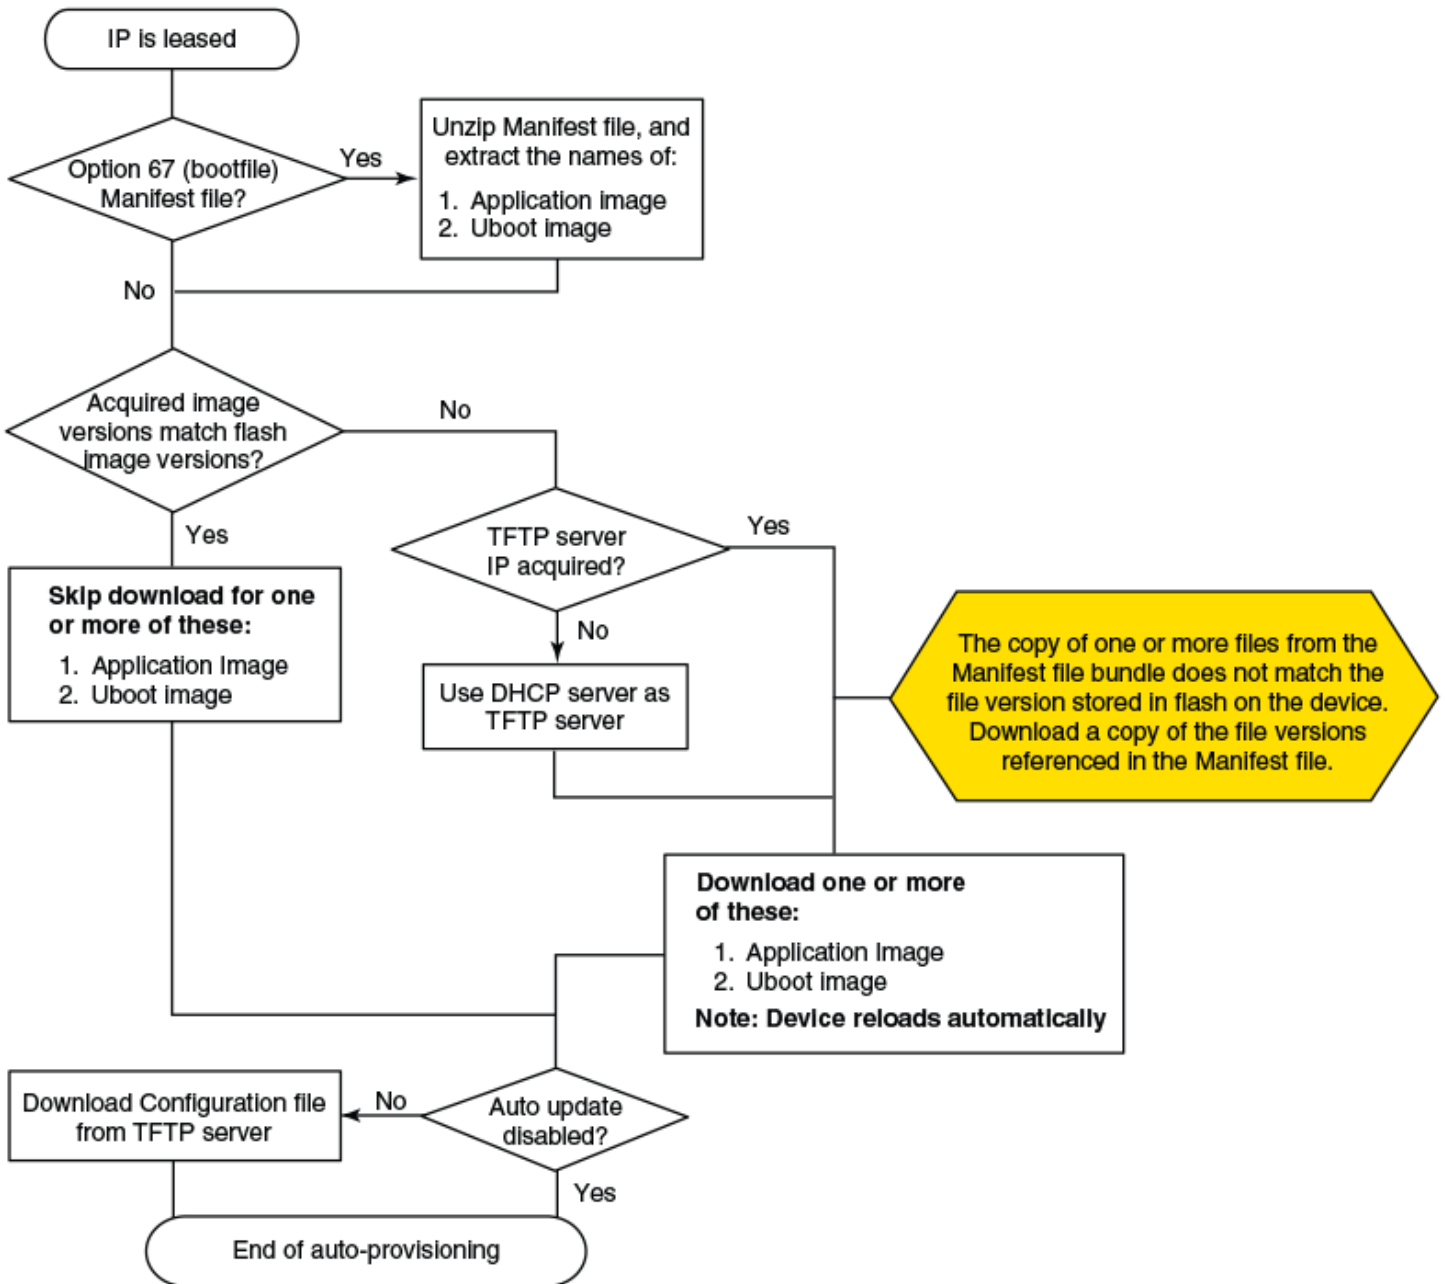 IP is leased
Option 67 (bootfile)
Manifest file?
Yes
Unzip Manifest file, and
extract the names of:
1. Application image
2. Uboot image
No
Acquired image
versions match flash
image versions?
No
Yes
TFTP server
IP acquired?
Yes
No
Skip download for one
or more of these:
1. Application Image
2. Uboot image
Use DHCP server as
TFTP server
The copy of one or more files from the
Manifest file bundle does not match the
file version stored in flash on the device.
Download a copy of the file versions
referenced in the Manifest file.
Download one or more
of these:
1. Application Image
2. Uboot image
Note: Device reloads automatically
Download Configuration file
from TFTP server
No
Auto update
disabled?
Yes
End of auto-provisioning